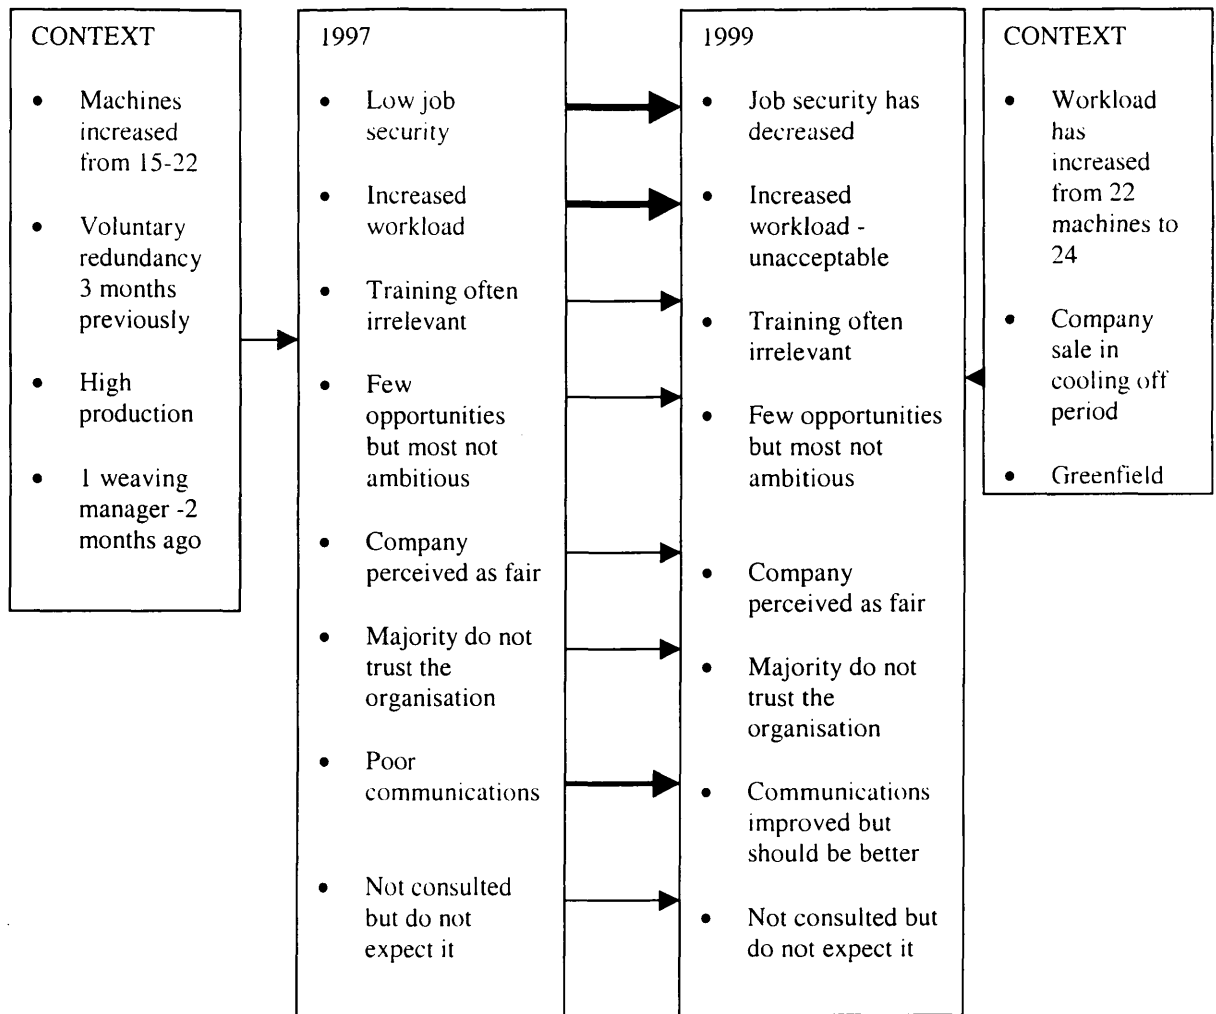 CONTEXT
• Machines
increased
from 15-22
• Voluntary
redundancy
3 months
previously
• High
production
• 1 weaving
manager -2
months ago
1997
• Low job
security
• Increased
workload
• Training often
irrelevant
• Few
opportunities
but most not
ambitious
• Company
perceived as fair
• Majority do not
trust the
organisation
• Poor
communications
• Not consulted
but do not
expect it
1999
• Job security has
decreased
• Increased
workload -
unacceptable
• Training often
irrelevant
• Few opportunities
but most not
ambitious
• Company
perceived as fair
• Majority do not
trust the
organisation
• Communications
improved but
should be better
• Not consulted but
do not expect it
CONTEXT
• Workload
has
increased
from 22
machines to
24
• Company
sale in
cooling off
period
• Greenfield